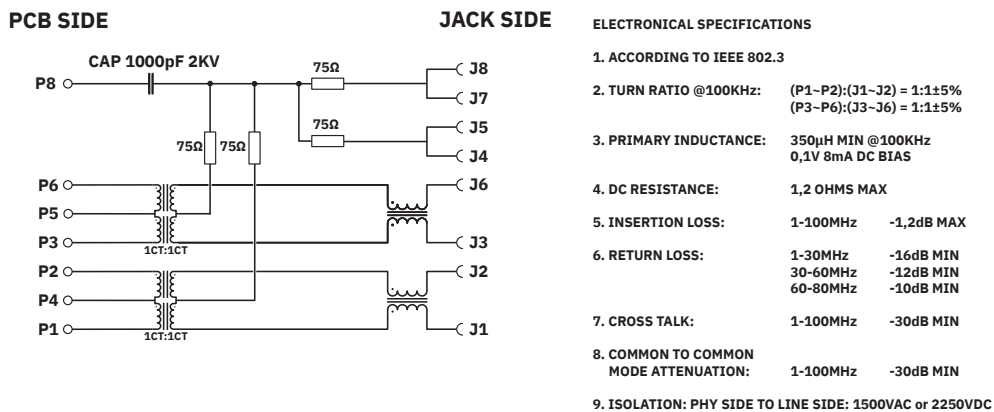 PCB SIDE
JACK SIDE
CAP 1000pF 2KV
P8
75Ω
J8
J7
75Ω
J5
J4
75Ω 75Ω
P6
J6
P5
P3
J3
1CT:1CT
P2
J2
P4
P1
J1
1CT:1CT
ELECTRONICAL SPECIFICATIONS
1. ACCORDING TO IEEE 802.3
2. TURN RATIO @100KHz: (P1~P2):(J1~J2) = 1:1±5%
(P3~P6):(J3~J6) = 1:1±5%
3. PRIMARY INDUCTANCE: 350µH MIN @100KHz
0,1V 8mA DC BIAS
4. DC RESISTANCE: 1,2 OHMS MAX
5. INSERTION LOSS: 1-100MHz -1,2dB MAX
6. RETURN LOSS: 1-30MHz -16dB MIN
30-60MHz -12dB MIN
60-80MHz -10dB MIN
7. CROSS TALK: 1-100MHz -30dB MIN
8. COMMON TO COMMON
MODE ATTENUATION: 1-100MHz -30dB MIN
9. ISOLATION: PHY SIDE TO LINE SIDE: 1500VAC or 2250VDC